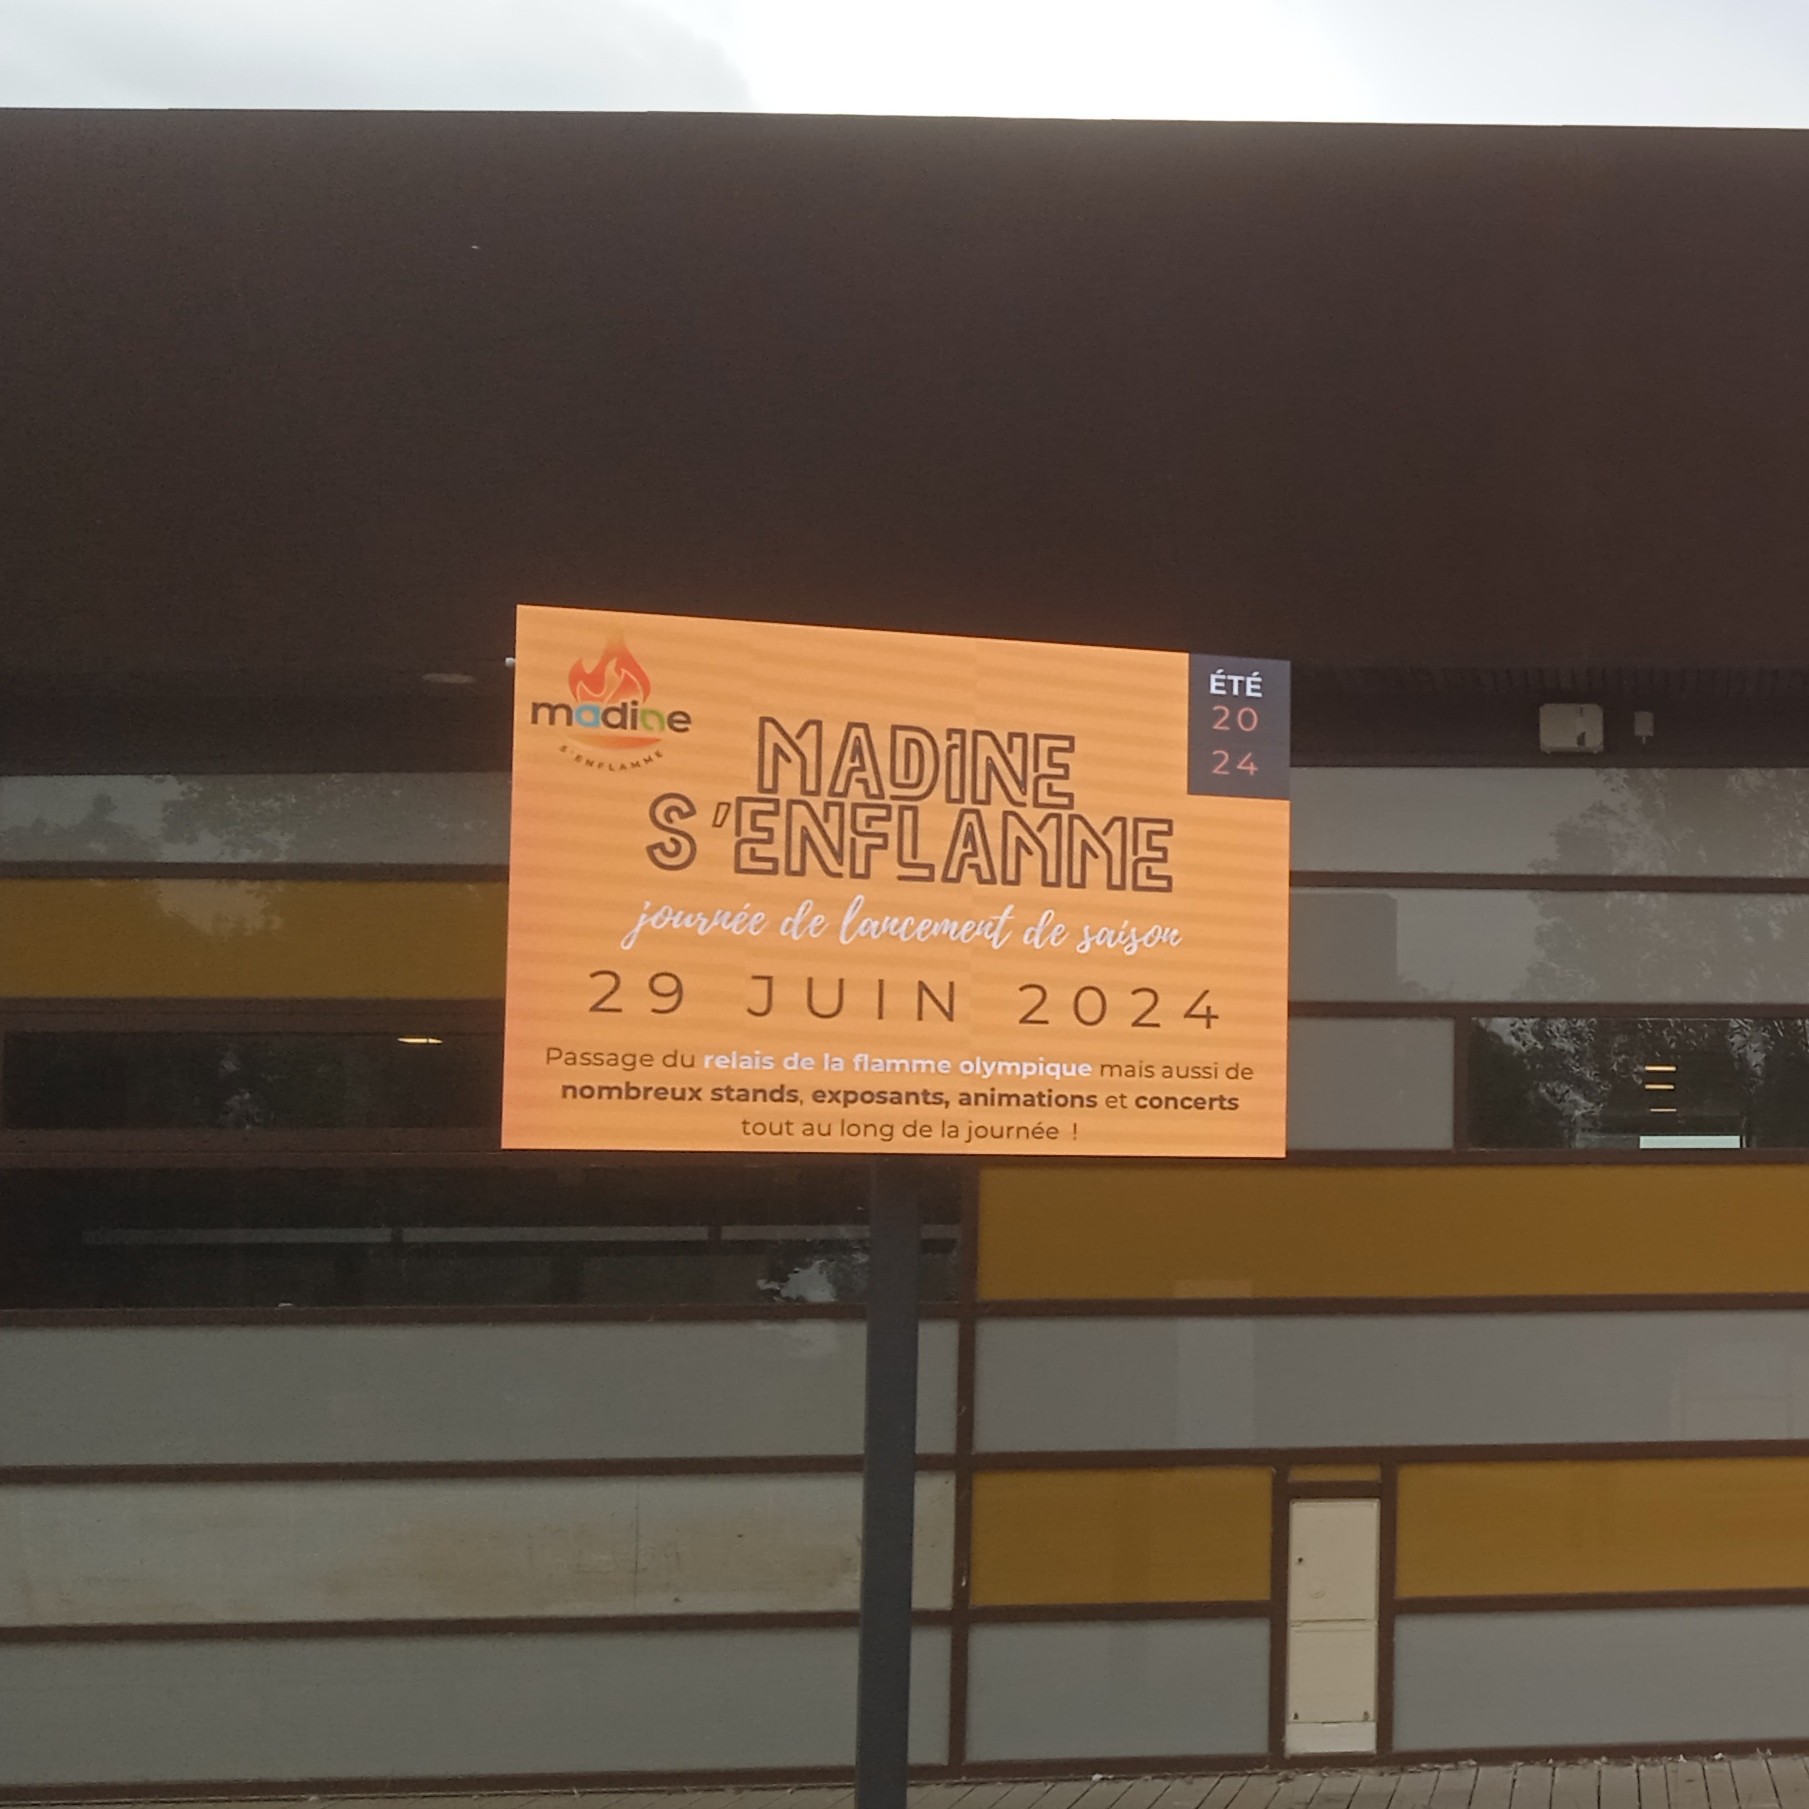 madine
S'ENFLAMME
ÉTÉ
20
24
MADINE
S'ENFLAMME
journée de lancement de saison
29 JUIN 2024
Passage du relais de la flamme olympique mais aussi de
nombreux stands, exposants, animations et concerts
tout au long de la journée !